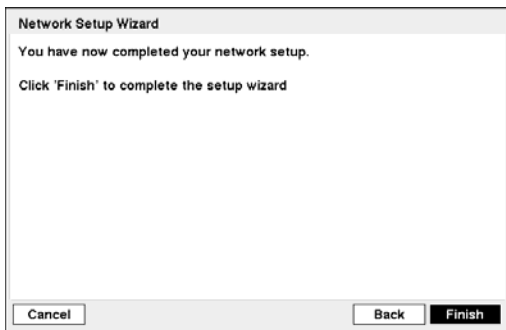 Network Setup Wizard
You have now completed your network setup.
Click 'Finish' to complete the setup wizard
Cancel Back Finish